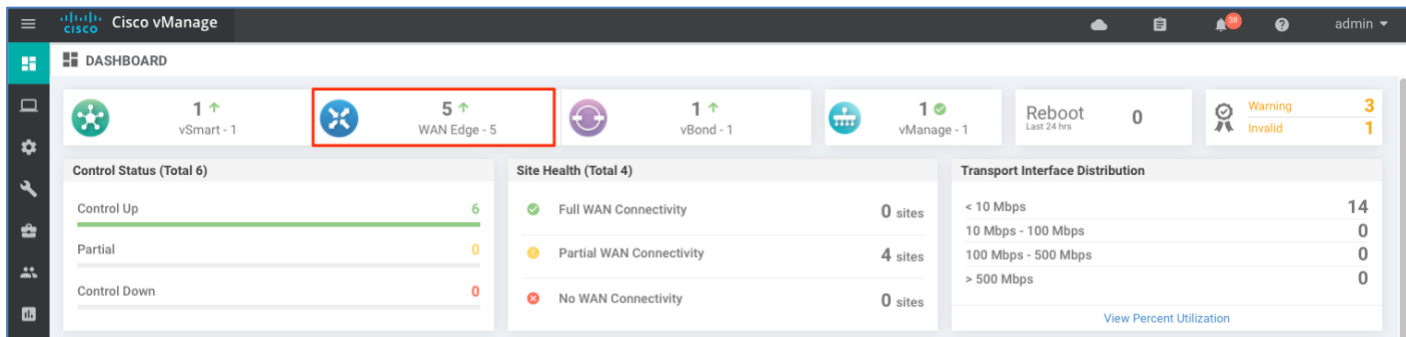 CISCO Cisco vManage 38 admin
DASHBOARD
1
vSmart - 1
5
WAN Edge - 5
1
vBond - 1
1
vManage - 1
Reboot
Last 24 hrs
0
Warning 3
Invalid 1
Control Status (Total 6)
Control Up 6
Partial 0
Control Down 0
Site Health (Total 4)
Full WAN Connectivity 0 sites
Partial WAN Connectivity 4 sites
No WAN Connectivity 0 sites
Transport Interface Distribution
< 10 Mbps 14
10 Mbps - 100 Mbps 0
100 Mbps - 500 Mbps 0
> 500 Mbps 0
View Percent Utilization